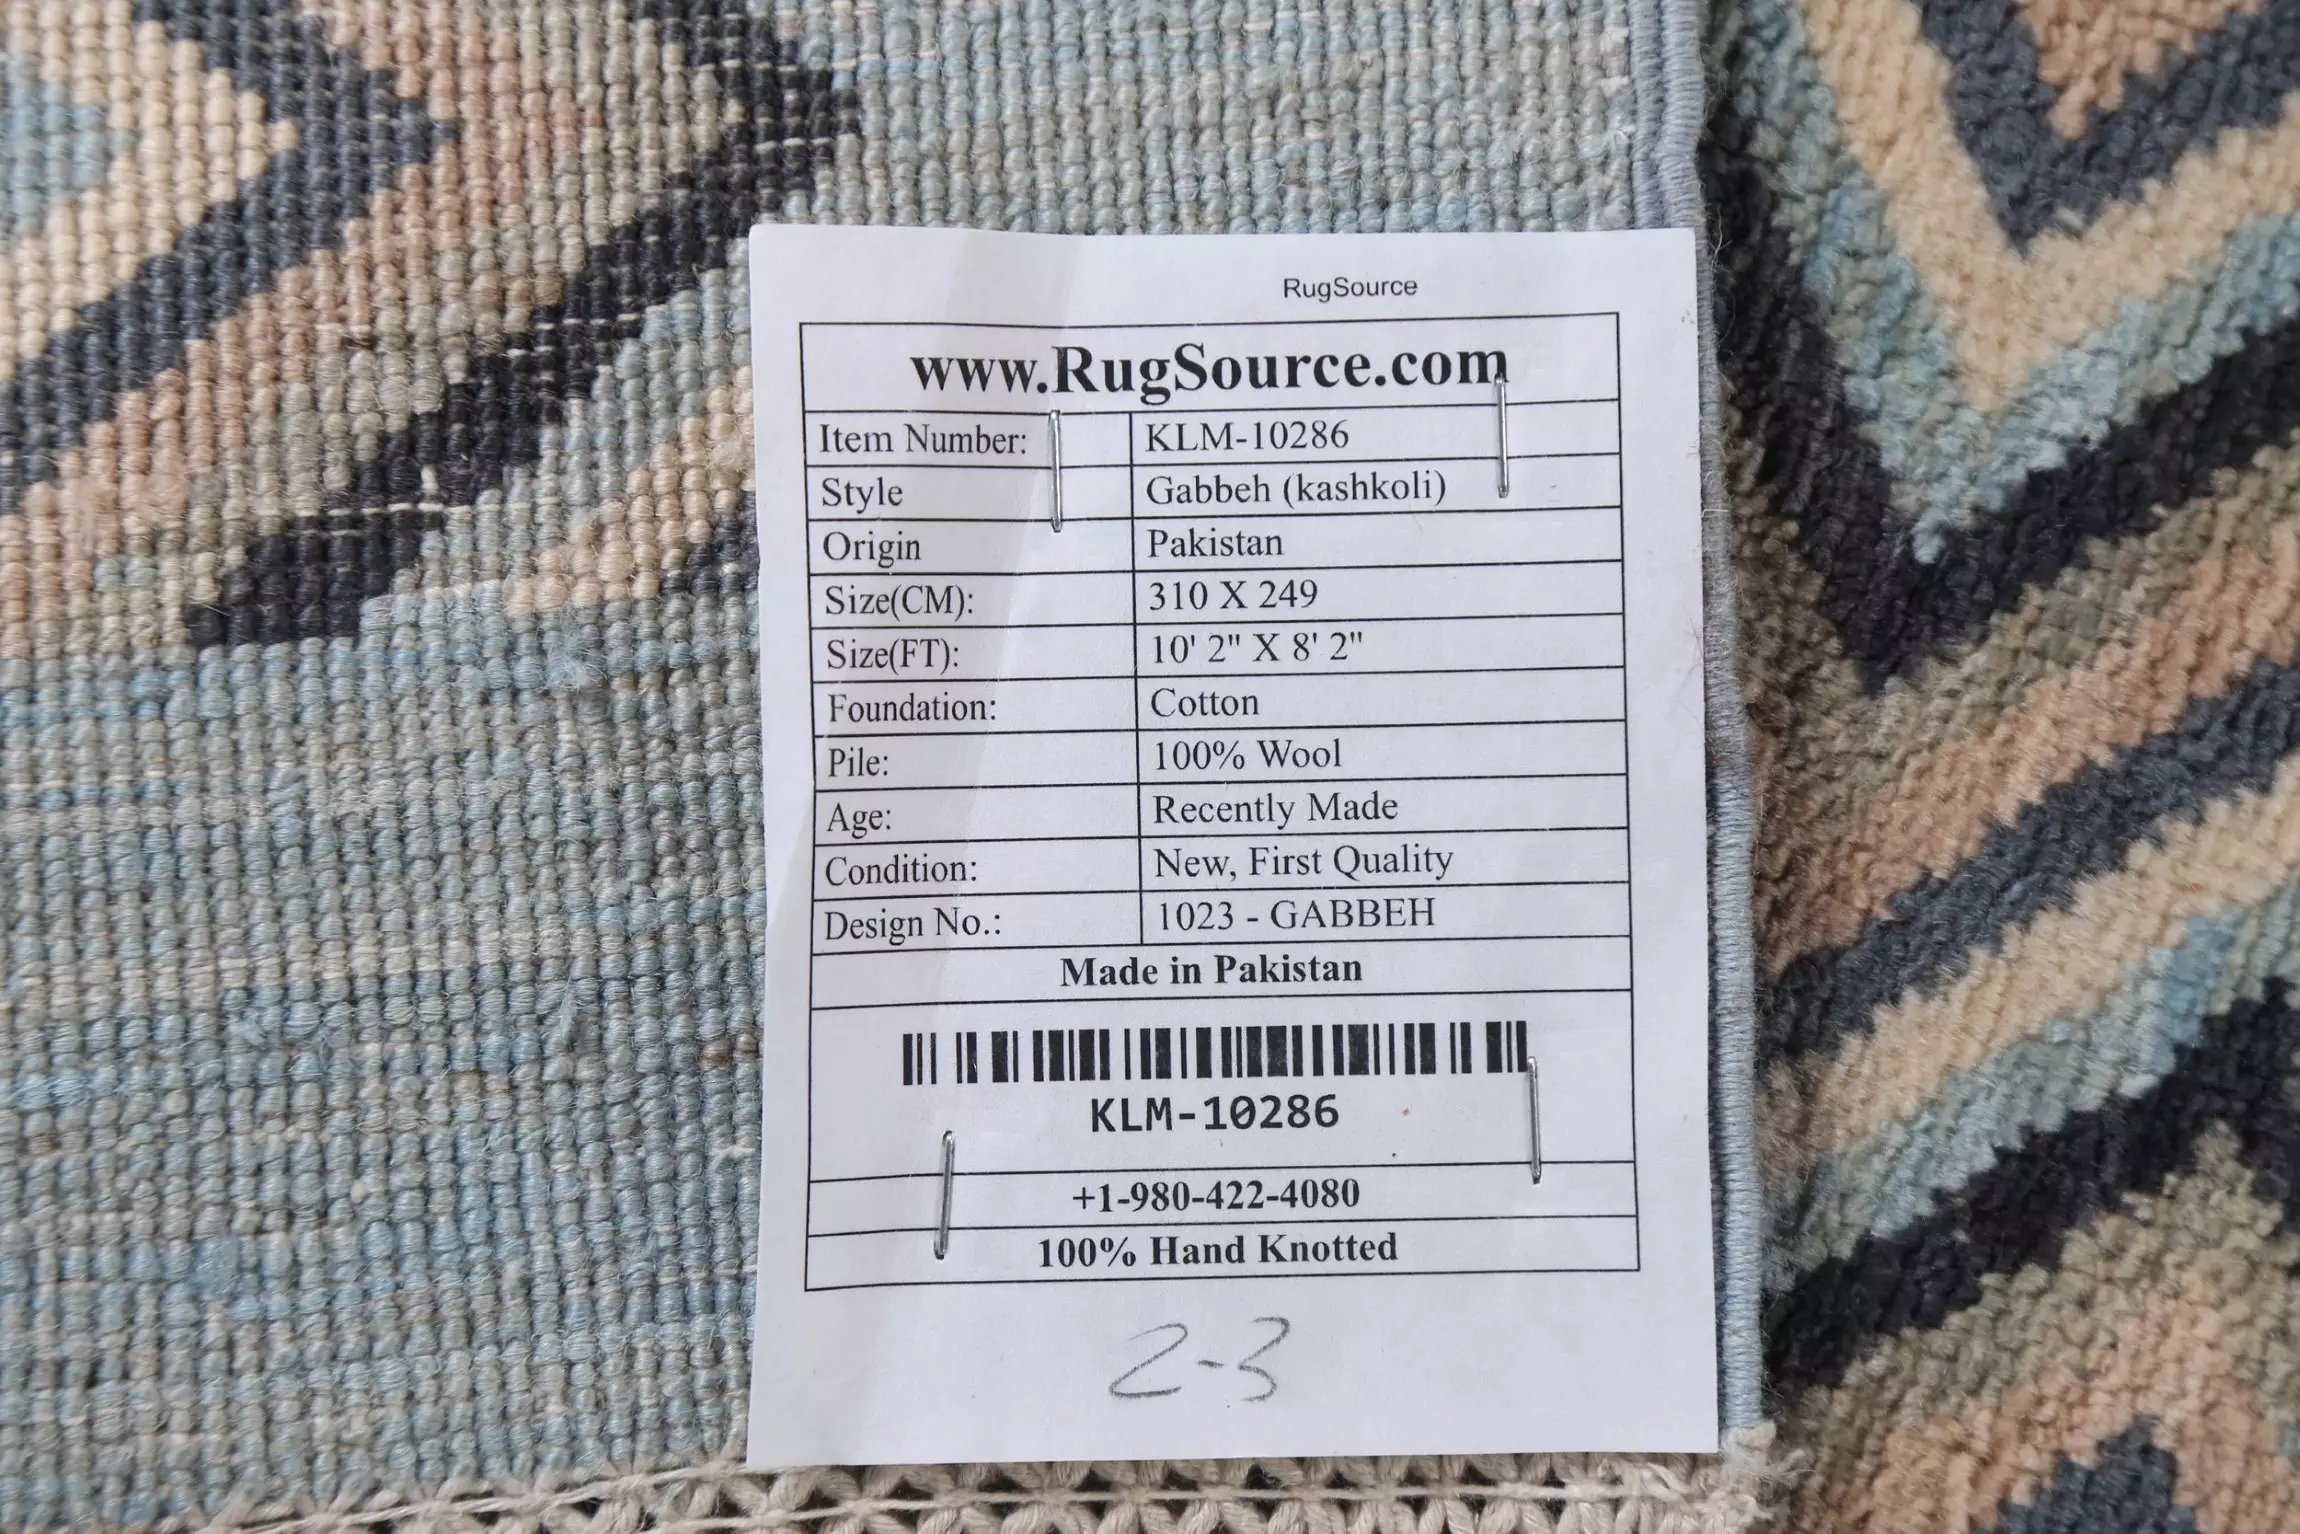 RugSource
www.RugSource.com
Item Number: KLM-10286
Style Gabbeh (kashkoli)
Origin Pakistan
Size(CM): 310 X 249
Size(FT): 10' 2" X 8' 2"
Foundation: Cotton
Pile: 100% Wool
Age: Recently Made
Condition: New, First Quality
Design No.: 1023 - GABBEH
Made in Pakistan
KLM-10286
+1-980-422-4080
100% Hand Knotted
2-3